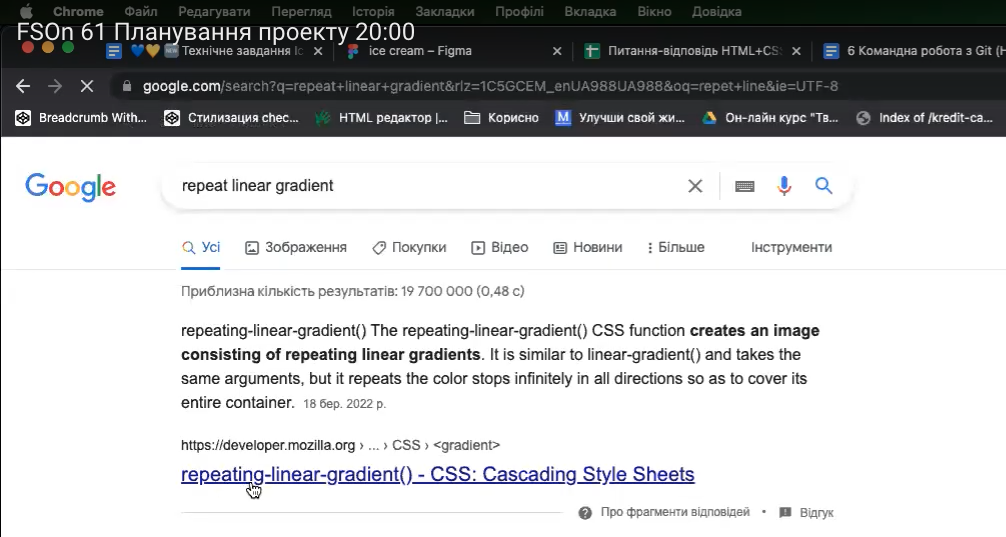 Chrome Файл Редагувати Перегляд Історія Закладки Профілі Вкладка Вікно Довідка
FSOn 61 Планування проекту 20:00
Технічне завдання Ic ice cream – Figma Питання-відповідь HTML+CS 6 Командна робота з Git (H
google.com/search?q=repeat+linear+gradient&rlz=1C5GCEM_enUA988UA988&oq=repet+line&ie=UTF-8
Breadcrumb With... Стилизация chec... HTML редактор |... Корисно Улучши свой жи... Он-лайн курс "Тв... Index of /kredit-ca...
Google
repeat linear gradient
Усі Зображення Покупки Відео Новини Більше Інструменти
Приблизна кількість результатів: 19 700 000 (0,48 с)
repeating-linear-gradient() The repeating-linear-gradient() CSS function creates an image
consisting of repeating linear gradients. It is similar to linear-gradient() and takes the
same arguments, but it repeats the color stops infinitely in all directions so as to cover its
entire container. 18 бер. 2022 р.
https://developer.mozilla.org › ... › CSS › <gradient>
repeating-linear-gradient() - CSS: Cascading Style Sheets
Про фрагменти відповідей • Відгук